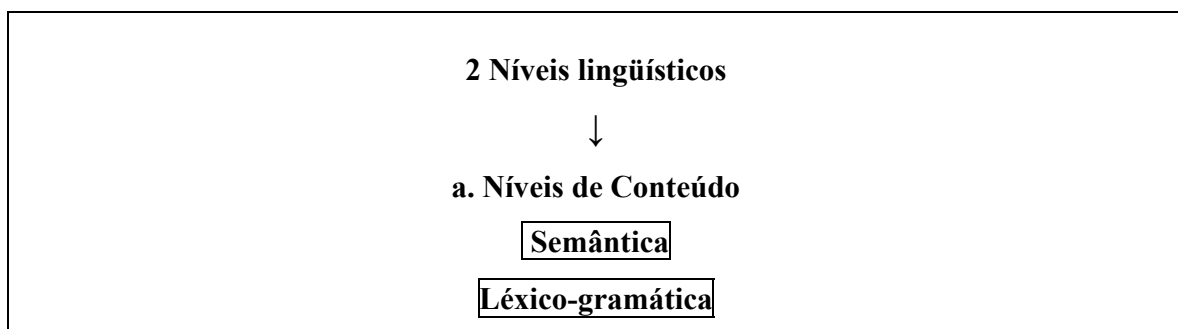 2 Níveis lingüísticos
↓
a. Níveis de Conteúdo
Semântica
Léxico-gramática